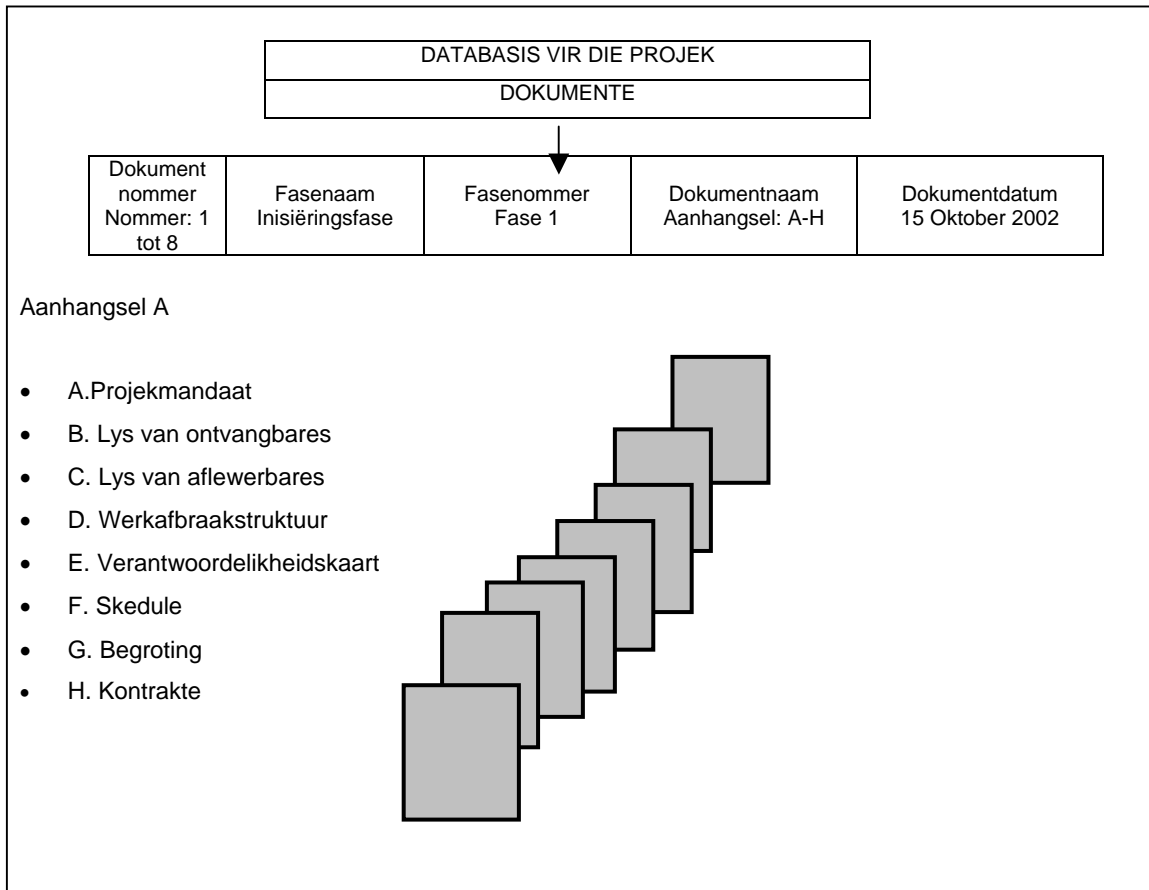 DATABASIS VIR DIE PROJEK
DOKUMENTE
Dokument
nommer
Nommer: 1
tot 8
Fasenaam
Inisiëringsfase
Fasenommer
Fase 1
Dokumentnaam
Aanhangsel: A-H
Dokumentdatum
15 Oktober 2002
Aanhangsel A
• A.Projekmandaat
• B. Lys van ontvangbares
• C. Lys van aflewerbares
• D. Werkafbraakstruktuur
• E. Verantwoordelikheidskaart
• F. Skedule
• G. Begroting
• H. Kontrakte